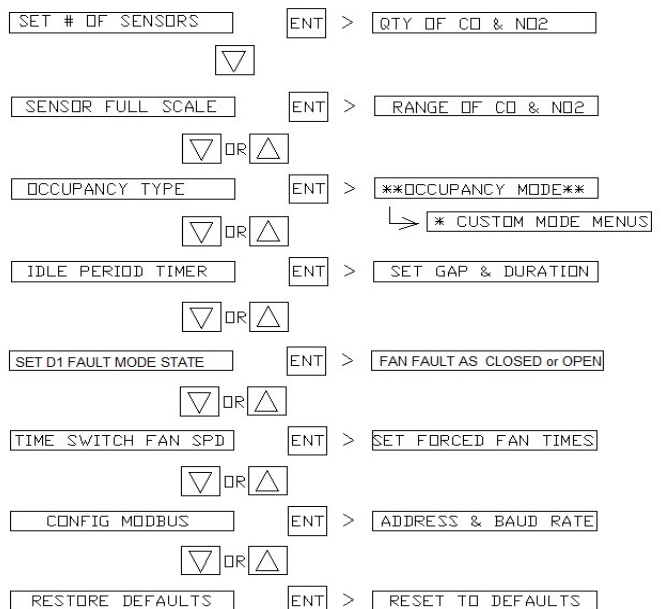 SET # OF SENSORS ENT > QTY OF CO & NO2
SENSOR FULL SCALE ENT > RANGE OF CO & NO2
OR
OCCUPANCY TYPE ENT > **OCCUPANCY MODE**
OR * CUSTOM MODE MENUS
IDLE PERIOD TIMER ENT > SET GAP & DURATION
OR
SET D1 FAULT MODE STATE ENT > FAN FAULT AS CLOSED or OPEN
OR
TIME SWITCH FAN SPD ENT > SET FORCED FAN TIMES
OR
CONFIG MODBUS ENT > ADDRESS & BAUD RATE
OR
RESTORE DEFAULTS ENT > RESET TO DEFAULTS